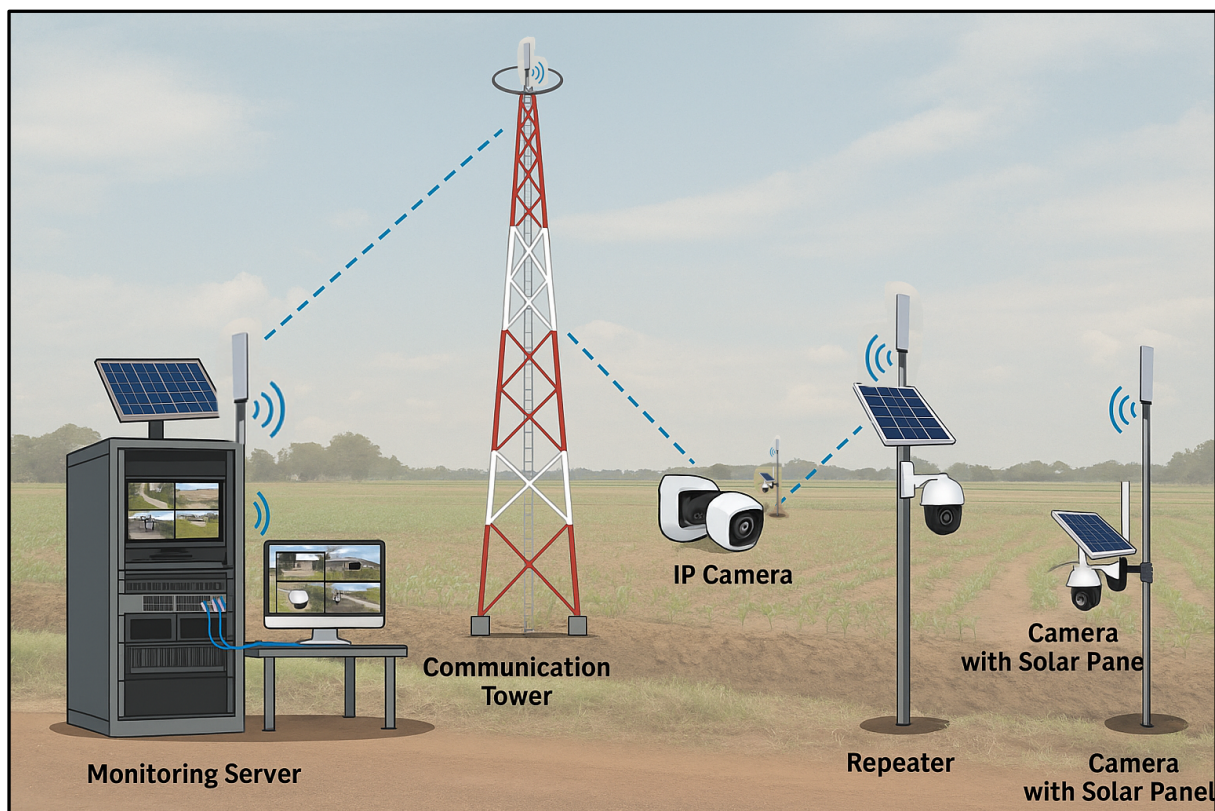 IP Camera
Communication
Tower
Camera
with Solar Pane
Monitoring Server
Repeater
Camera
with Solar Panel